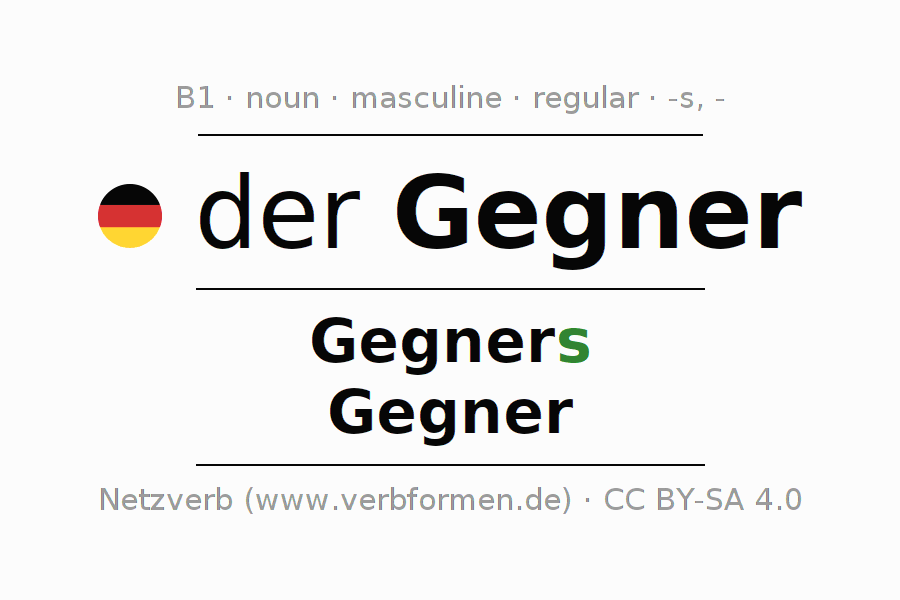 B1 · noun · masculine · regular · -s, -
der Gegner
Gegners
Gegner
Netzverb (www.verbformen.de) · CC BY-SA 4.0